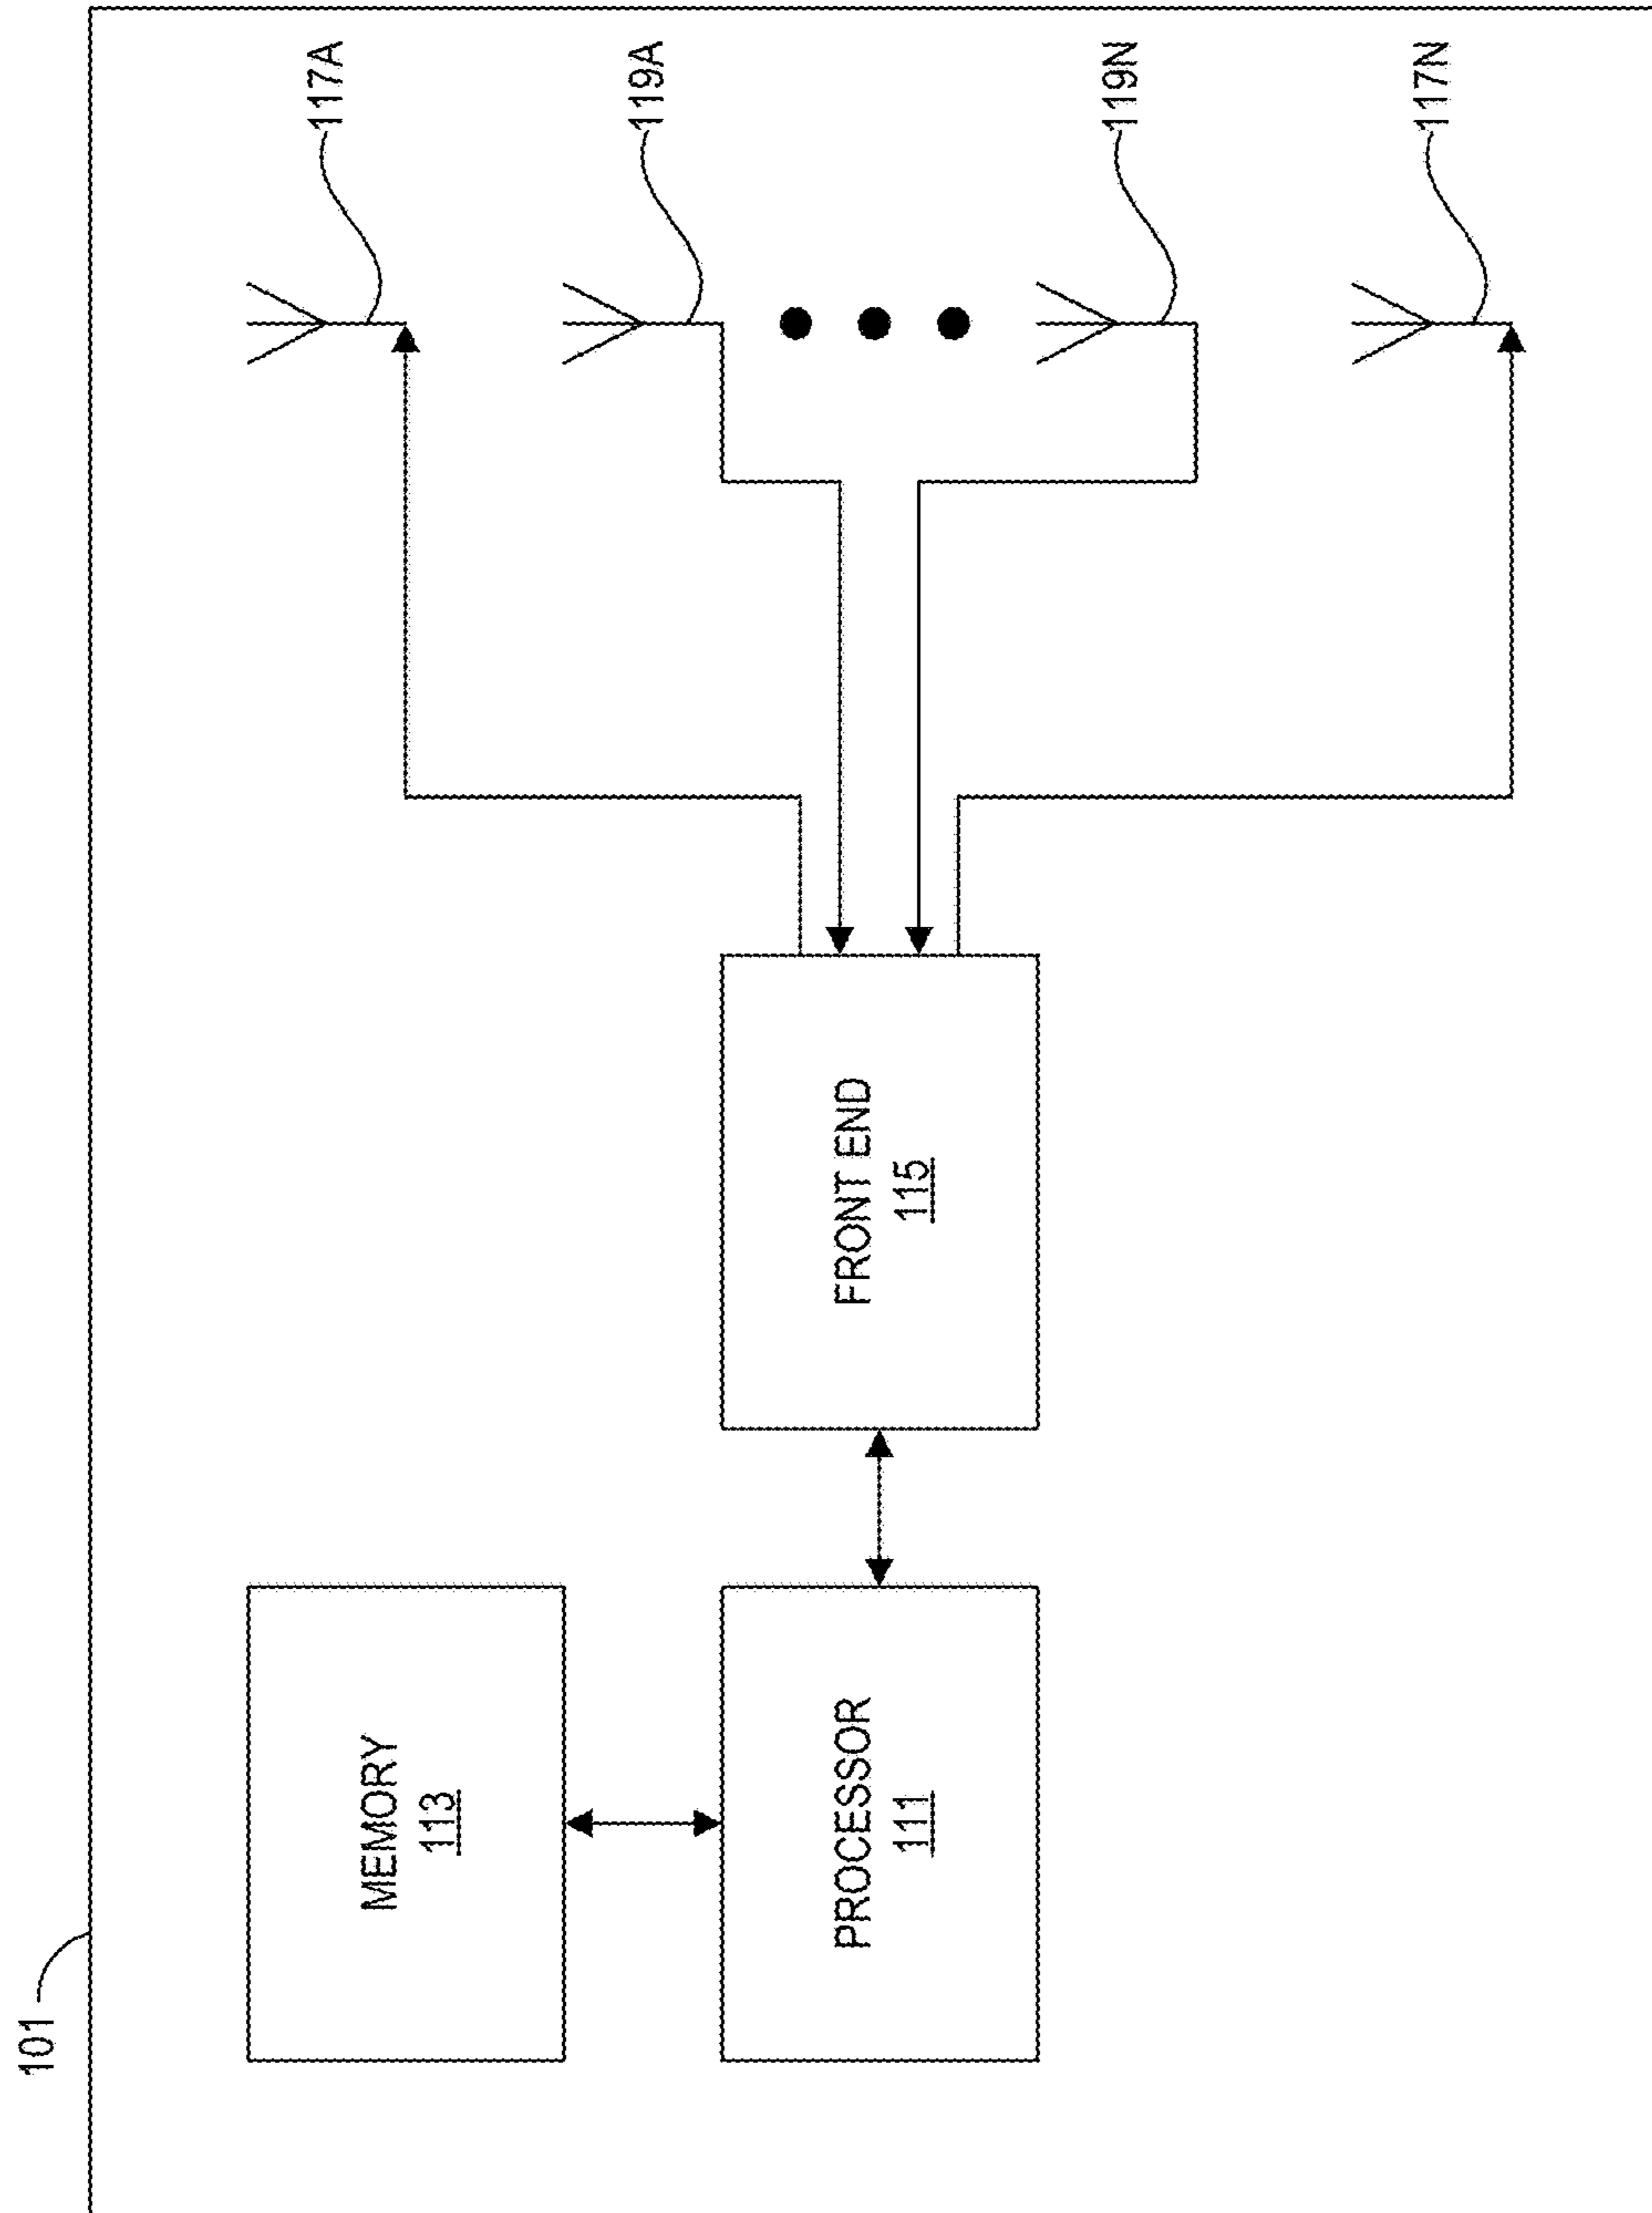 101
MEMORY
113
PROCESSOR
111
FRONT END
115
117A
119A
119N
117N